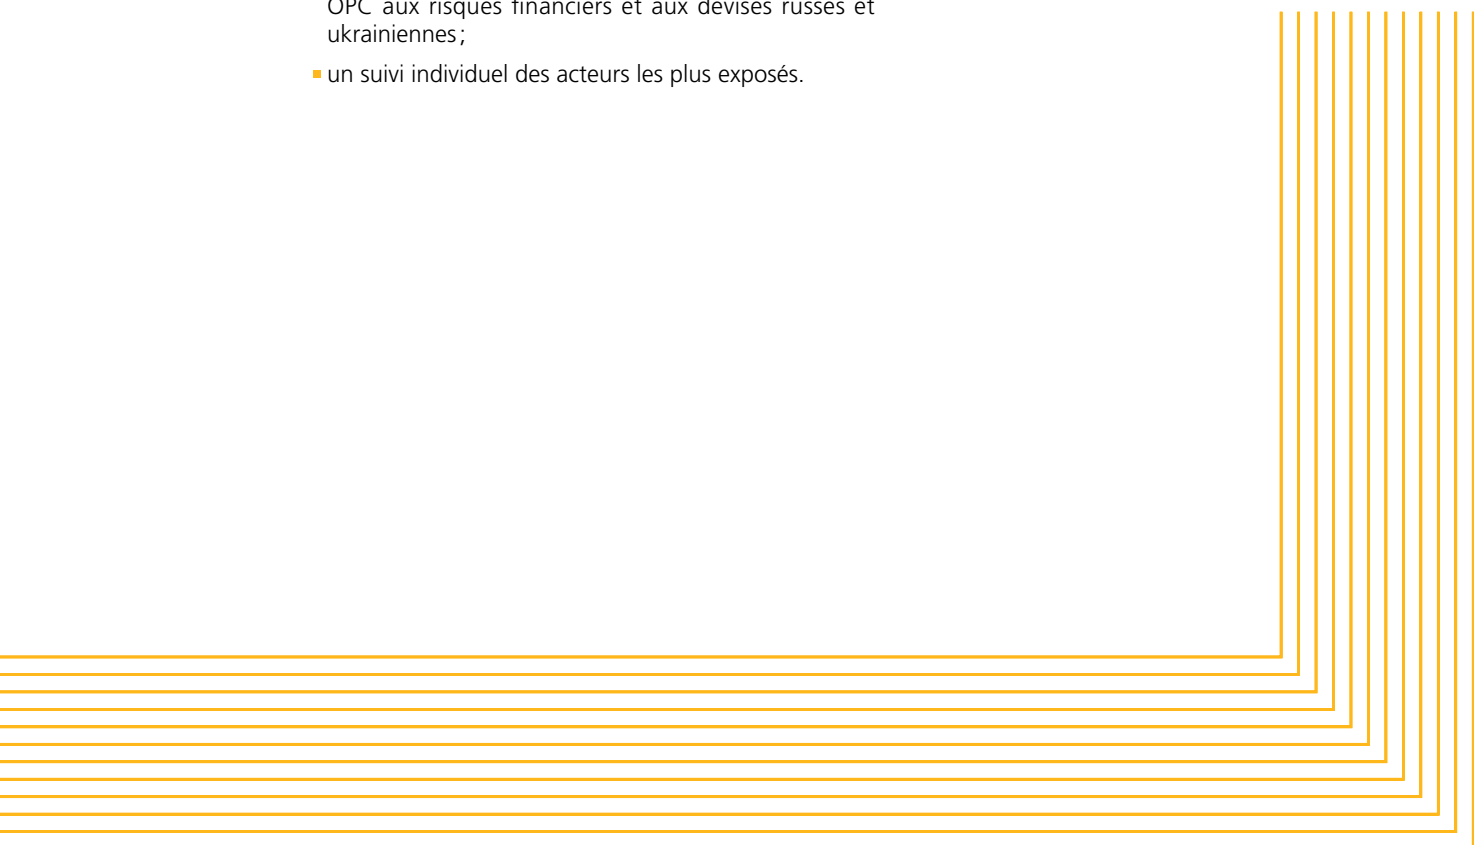 OPC aux risques financiers et aux devises russes et
ukrainiennes ;
un suivi individuel des acteurs les plus exposés.